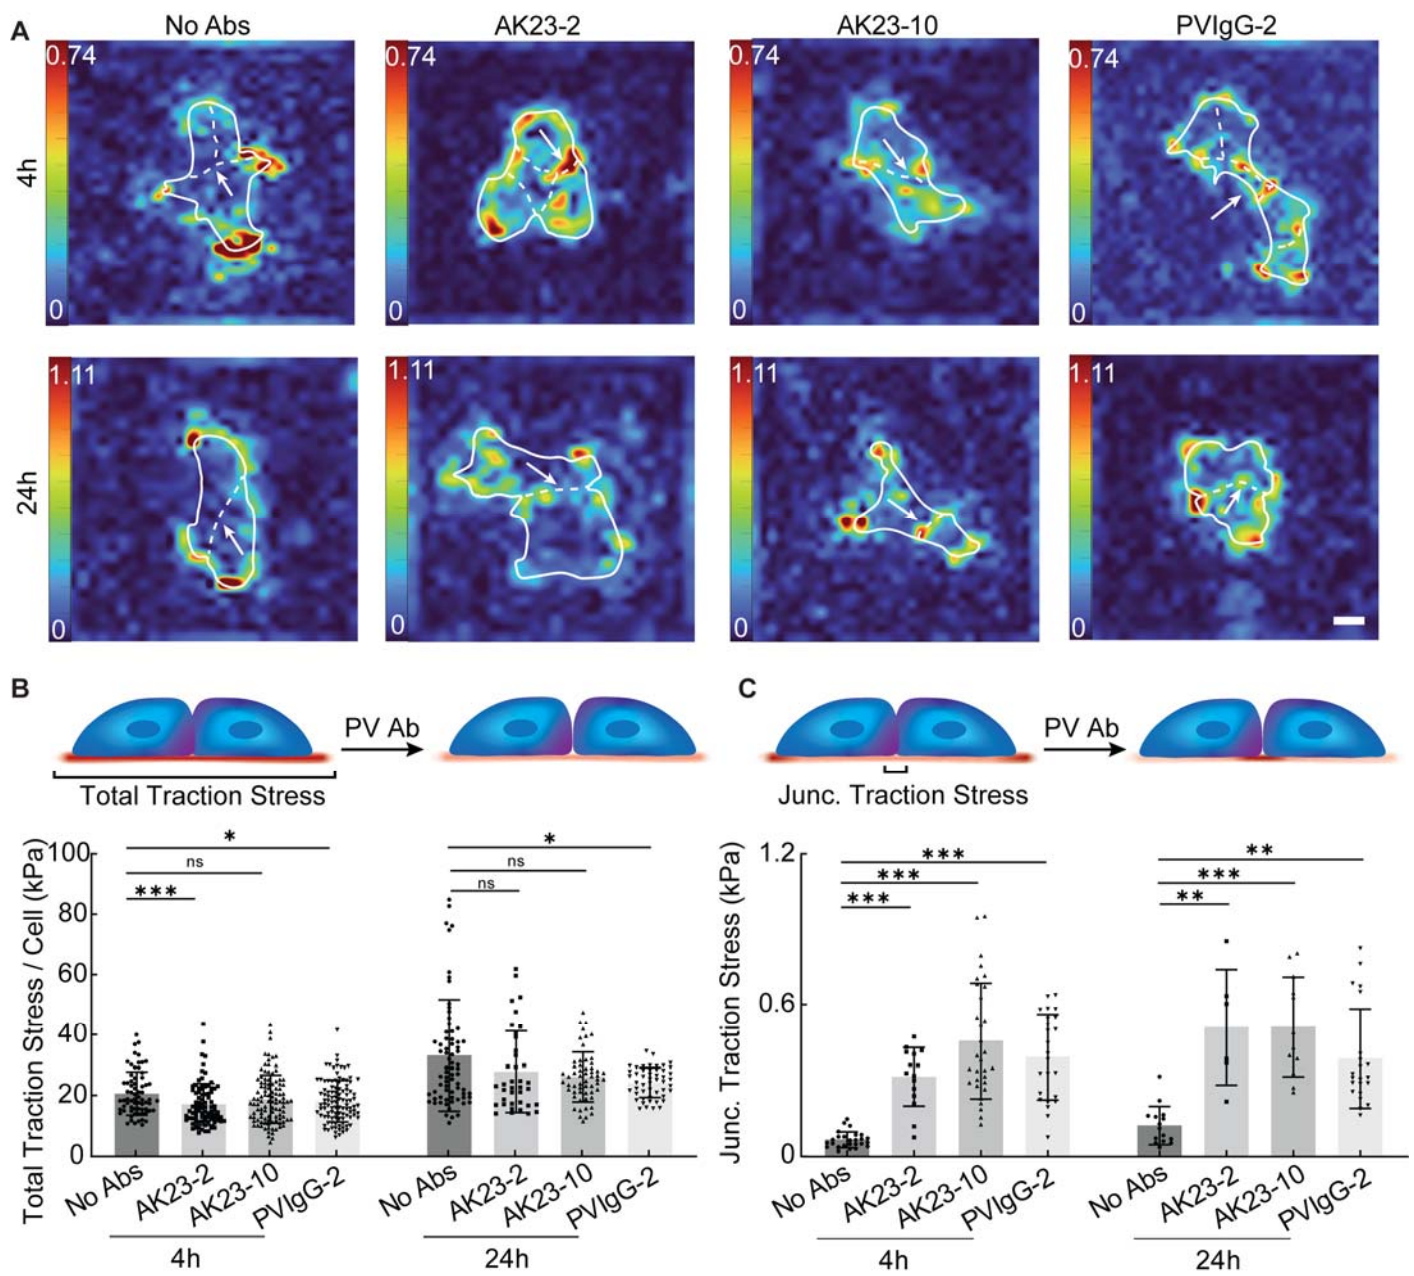 A
No Abs
AK23-2
AK23-10
PVIgG-2
4h
0.74
0
0.74
0
0.74
0
0.74
0
24h
1.11
0
1.11
0
1.11
0
1.11
0
B
PV Ab
Total Traction Stress
Total Traction Stress / Cell (kPa)
100
80
60
40
20
0
*
ns
***
*
ns
ns
No Abs
AK23-2
AK23-10
PVIgG-2
No Abs
AK23-2
AK23-10
PVIgG-2
4h
24h
C
PV Ab
Junc. Traction Stress
Junc. Traction Stress (kPa)
1.2
0.6
0
***
***
***
**
***
**
No Abs
AK23-2
AK23-10
PVIgG-2
No Abs
AK23-2
AK23-10
PVIgG-2
4h
24h